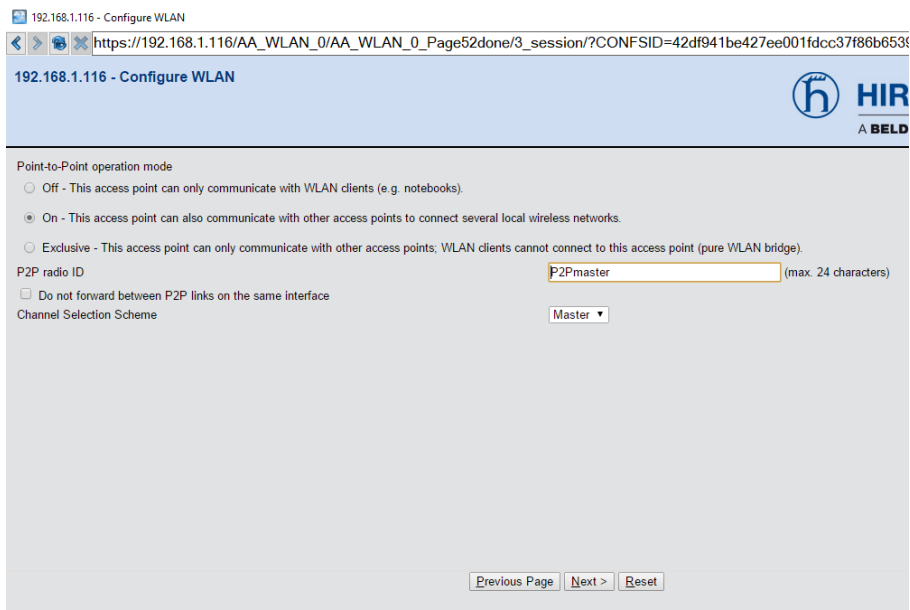 192.168.1.116 - Configure WLAN
https://192.168.1.116/AA_WLAN_0/AA_WLAN_0_Page52done/3_session/?CONFSID=42df941be427ee001fdcc37f86b6539
192.168.1.116 - Configure WLAN
HIR
A BELD
Point-to-Point operation mode
Off - This access point can only communicate with WLAN clients (e.g. notebooks).
On - This access point can also communicate with other access points to connect several local wireless networks.
Exclusive - This access point can only communicate with other access points; WLAN clients cannot connect to this access point (pure WLAN bridge).
P2P radio ID P2Pmaster (max. 24 characters)
Do not forward between P2P links on the same interface
Channel Selection Scheme Master
Previous Page Next > Reset